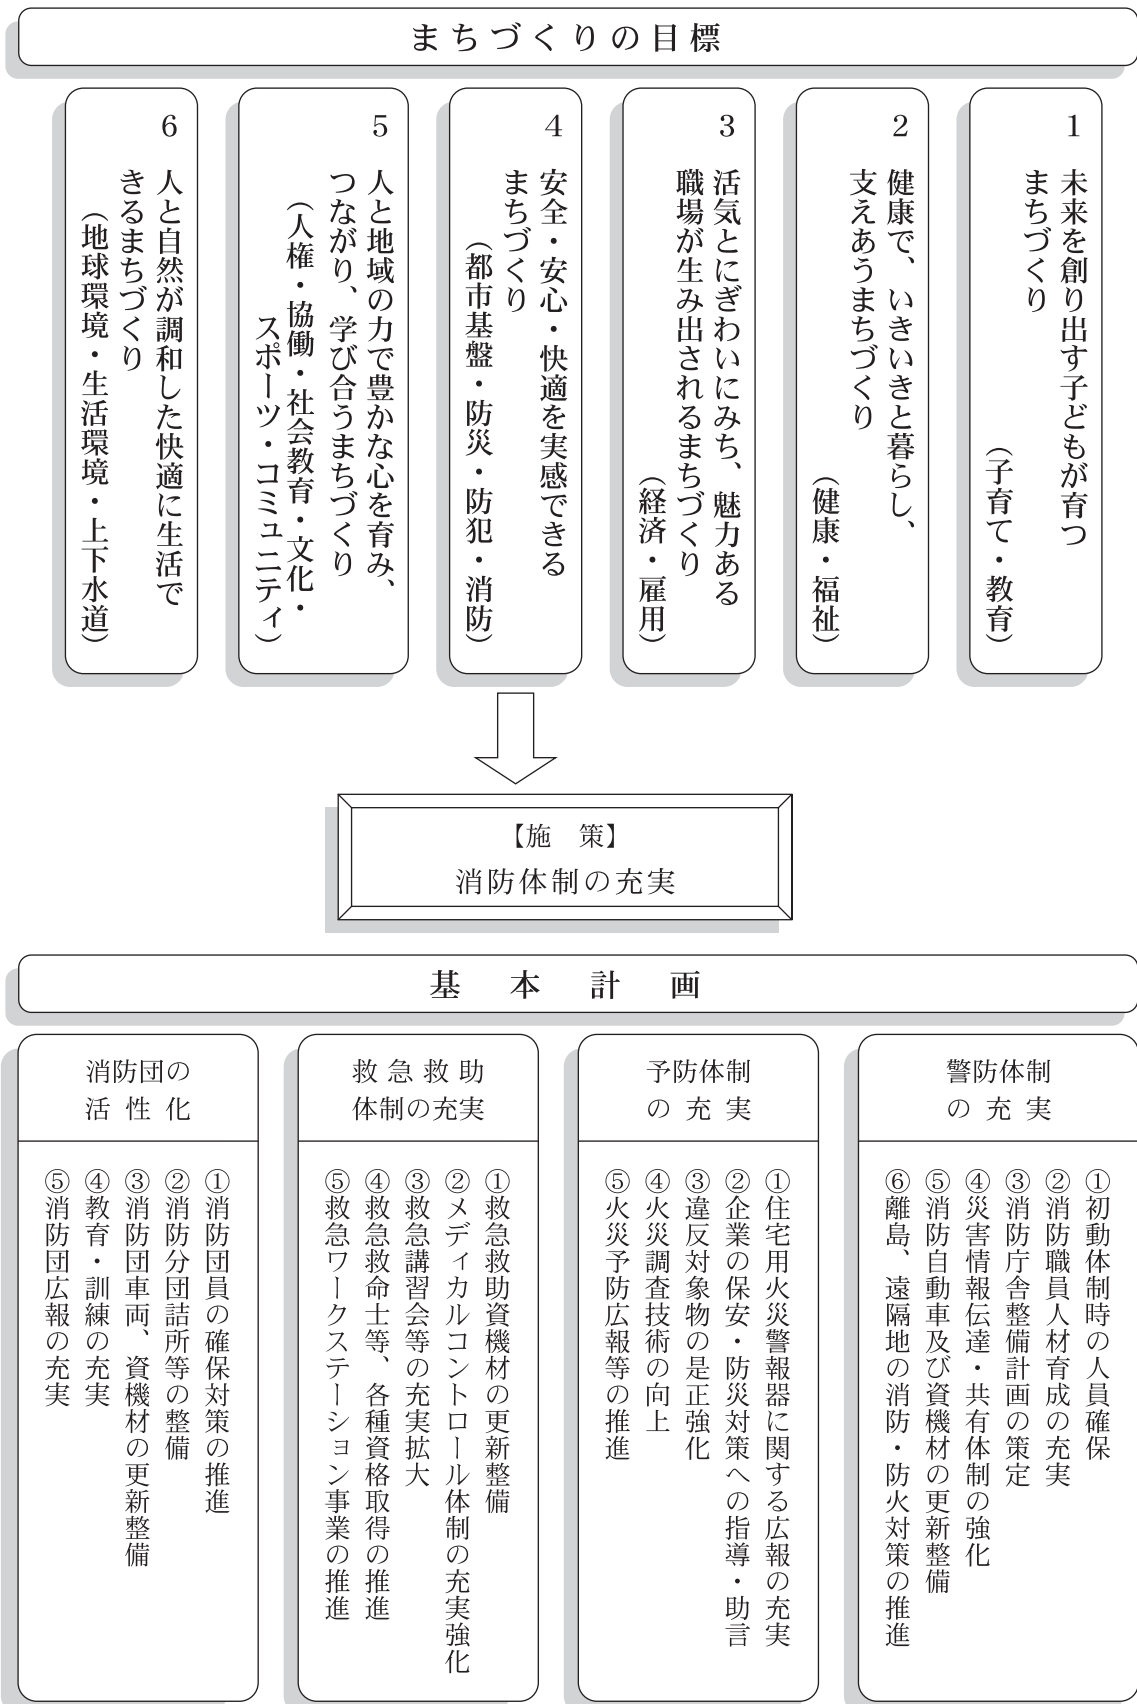 まちづくりの目標
1
未来を創り出す子どもが育つ
まちづくり
(子育て・教育)
2
健康で、いきいきと暮らし、
支えあうまちづくり
(健康・福祉)
3
活気とにぎわいにみち、魅力ある
職場が生み出されるまちづくり
(経済・雇用)
4
安全・安心・快適を実感できる
まちづくり
(都市基盤・防災・防犯・消防)
5
人と地域の力で豊かな心を育み、
つながり、学び合うまちづくり
(人権・協働・社会教育・文化・
スポーツ・コミュニティ)
6
人と自然が調和した快適に生活で
きるまちづくり
(地球環境・生活環境・上下水道)
【施 策】
消防体制の充実
基本計画
警防体制
の充実
①初動体制時の人員確保
②消防職員人材育成の充実
③消防庁舎整備計画の策定
④災害情報伝達・共有体制の強化
⑤消防自動車及び資機材の更新整備
⑥離島、遠隔地の消防・防火対策の推進
予防体制
の充実
①住宅用火災警報器に関する広報の充実
②企業の保安・防災対策への指導・助言
③違反対象物の是正強化
④火災調査技術の向上
⑤火災予防広報等の推進
救急救助
体制の充実
①救急救助資機材の更新整備
②メディカルコントロール体制の充実強化
③救急講習会等の充実拡大
④救急救命士等、各種資格取得の推進
⑤救急ワークステーション事業の推進
消防団の
活性化
①消防団員の確保対策の推進
②消防分団詰所等の整備
③消防団車両、資機材の更新整備
④教育・訓練の充実
⑤消防団広報の充実